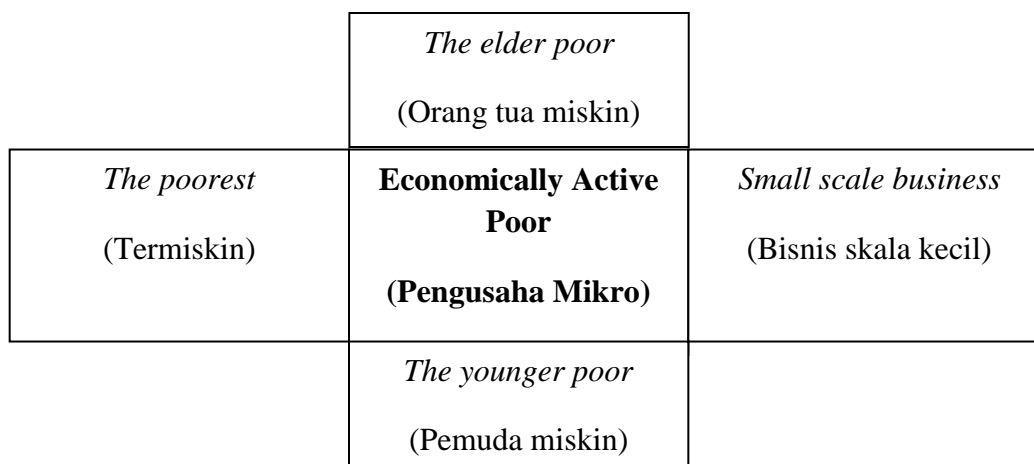 The elder poor
(Orang tua miskin)
The poorest
(Termiskin)
Economically Active
Poor
(Pengusaha Mikro)
Small scale business
(Bisnis skala kecil)
The younger poor
(Pemuda miskin)